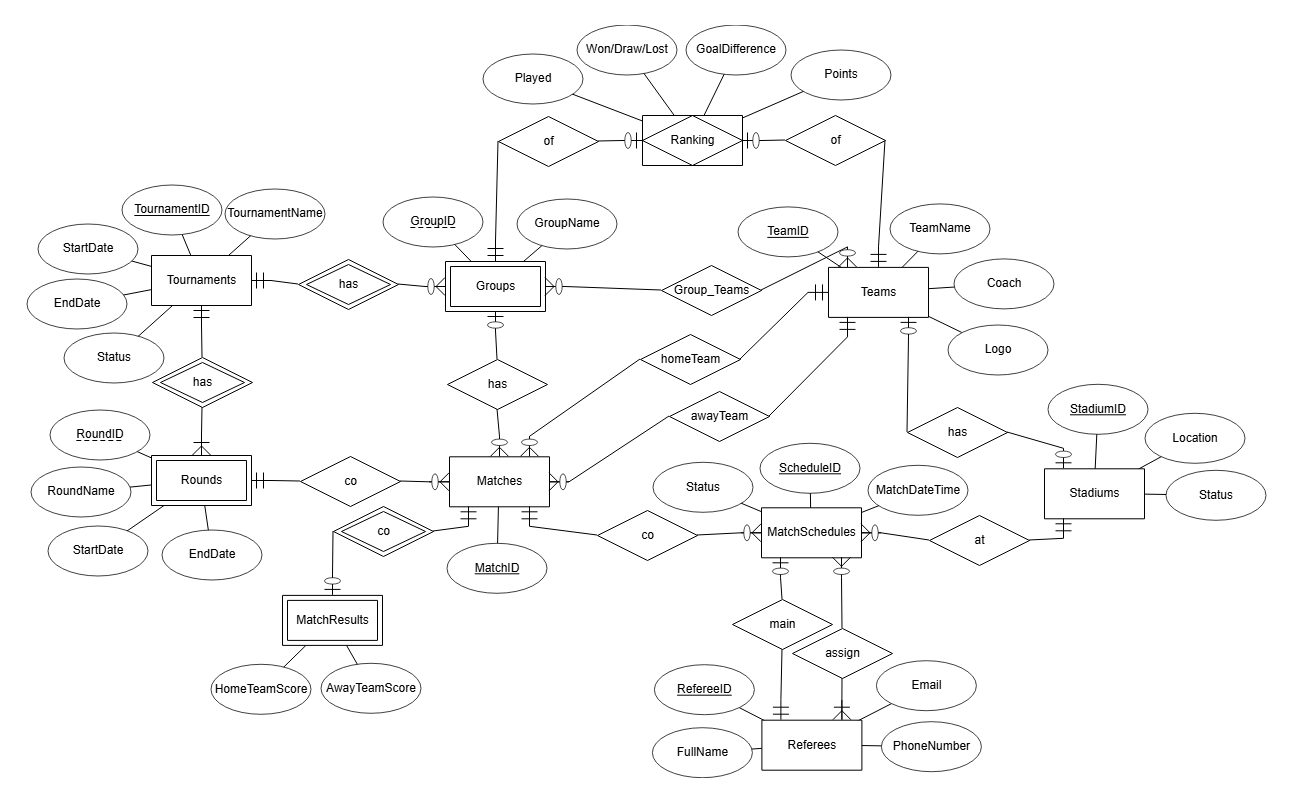 Won/Draw/Lost
GoalDifference
Played
Points
of
Ranking
of
TournamentID
TournamentName
GroupID
GroupName
TeamID
TeamName
StartDate
Tournaments
has
Groups
Group_Teams
Teams
Coach
EndDate
Status
Logo
homeTeam
has
has
awayTeam
StadiumID
RoundID
has
Location
ScheduleID
Rounds
co
Matches
Status
MatchDateTime
Stadiums
Status
RoundName
co
MatchSchedules
co
at
StartDate
EndDate
MatchID
MatchResults
main
assign
HomeTeamScore
AwayTeamScore
RefereeID
Email
FullName
Referees
PhoneNumber